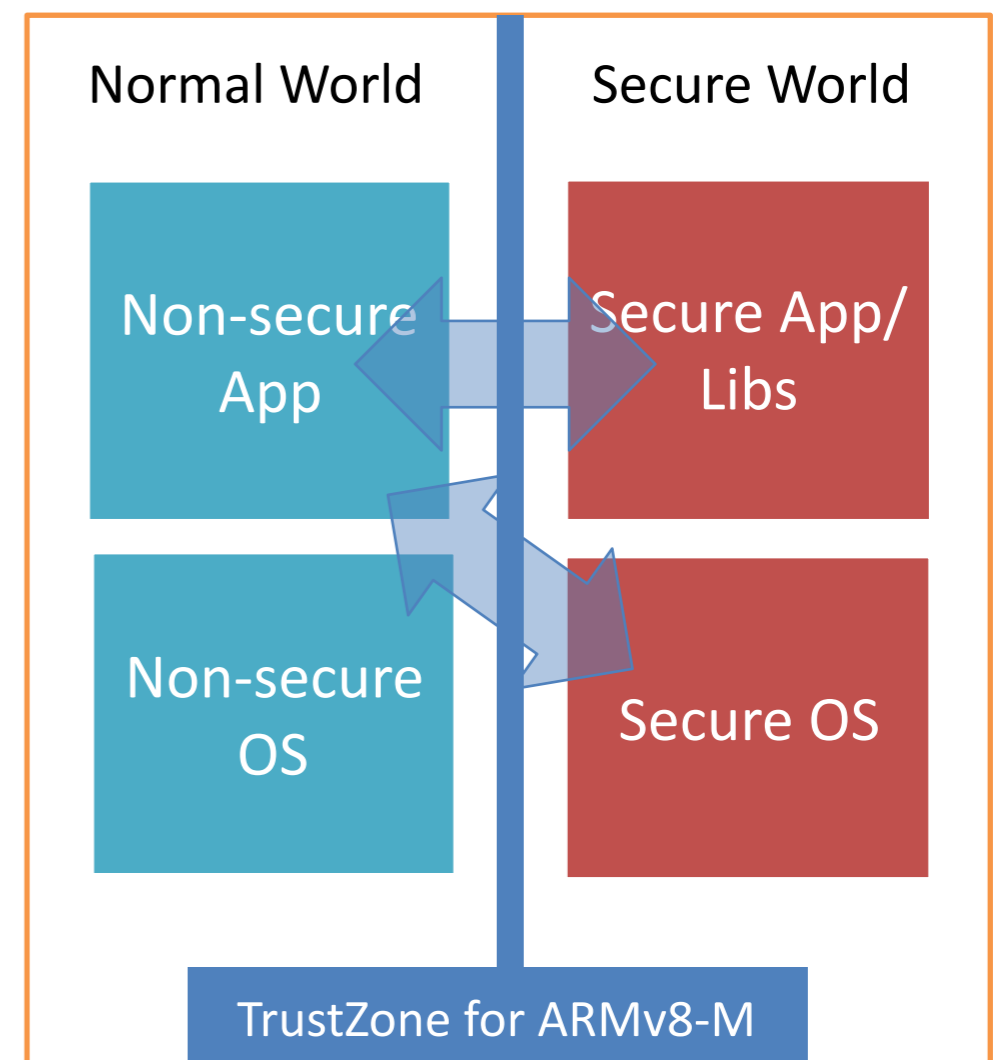 Normal World
Secure World
Non-secure
App
Secure App/
Libs
Non-secure
OS
Secure OS
TrustZone for ARMv8-M